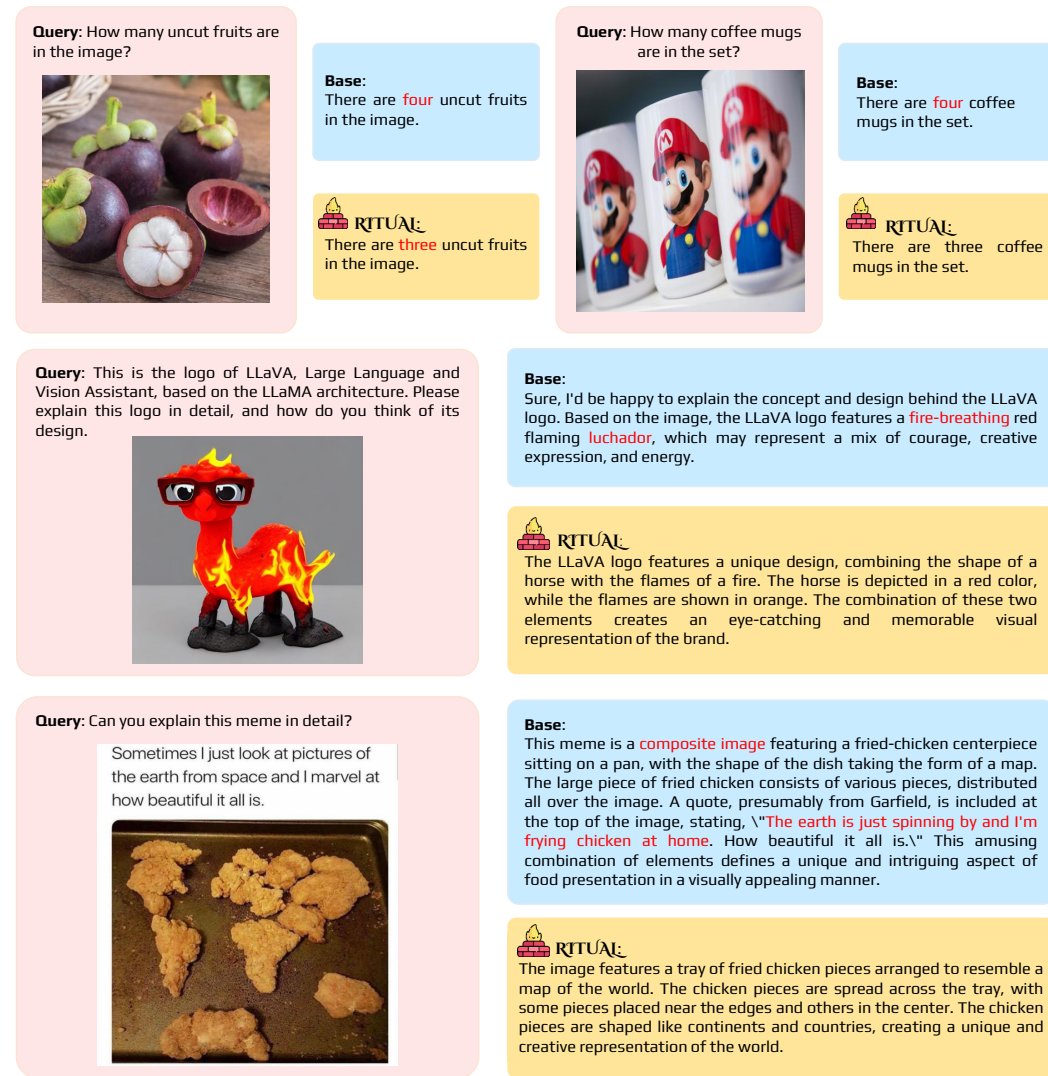 Query: How many uncut fruits are
in the image?
Base:
There are four uncut fruits
in the image.
RITUAL:
There are three uncut fruits
in the image.
Query: How many coffee mugs
are in the set?
M
M
Base:
There are four coffee
mugs in the set.
RITUAL:
There are three coffee
mugs in the set.
Query: This is the logo of LLaVA, Large Language and
Vision Assistant, based on the LLaMA architecture. Please
explain this logo in detail, and how do you think of its
design.
Base:
Sure, I'd be happy to explain the concept and design behind the LLaVA
logo. Based on the image, the LLaVA logo features a fire-breathing red
flaming luchador, which may represent a mix of courage, creative
expression, and energy.
RITUAL:
The LLaVA logo features a unique design, combining the shape of a
horse with the flames of a fire. The horse is depicted in a red color,
while the flames are shown in orange. The combination of these two
elements creates an eye-catching and memorable visual
representation of the brand.
Query: Can you explain this meme in detail?
Sometimes I just look at pictures of
the earth from space and I marvel at
how beautiful it all is.
Base:
This meme is a composite image featuring a fried-chicken centerpiece
sitting on a pan, with the shape of the dish taking the form of a map.
The large piece of fried chicken consists of various pieces, distributed
all over the image. A quote, presumably from Garfield, is included at
the top of the image, stating, \"The earth is just spinning by and I'm
frying chicken at home. How beautiful it all is.\" This amusing
combination of elements defines a unique and intriguing aspect of
food presentation in a visually appealing manner.
RITUAL:
The image features a tray of fried chicken pieces arranged to resemble a
map of the world. The chicken pieces are spread across the tray, with
some pieces placed near the edges and others in the center. The chicken
pieces are shaped like continents and countries, creating a unique and
creative representation of the world.